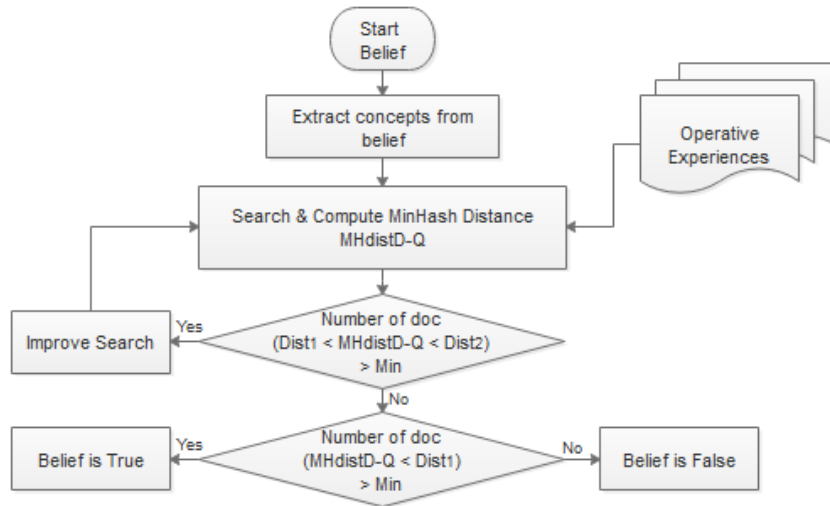 Start
Belief
Extract concepts from
belief
Operative
Experiences
Search & Compute MinHash Distance
MHdistD-Q
Improve Search
Yes
Number of doc
(Dist1 < MHdistD-Q < Dist2)
> Min
No
Belief is True
Yes
Number of doc
(MHdistD-Q < Dist1)
> Min
No
Belief is False